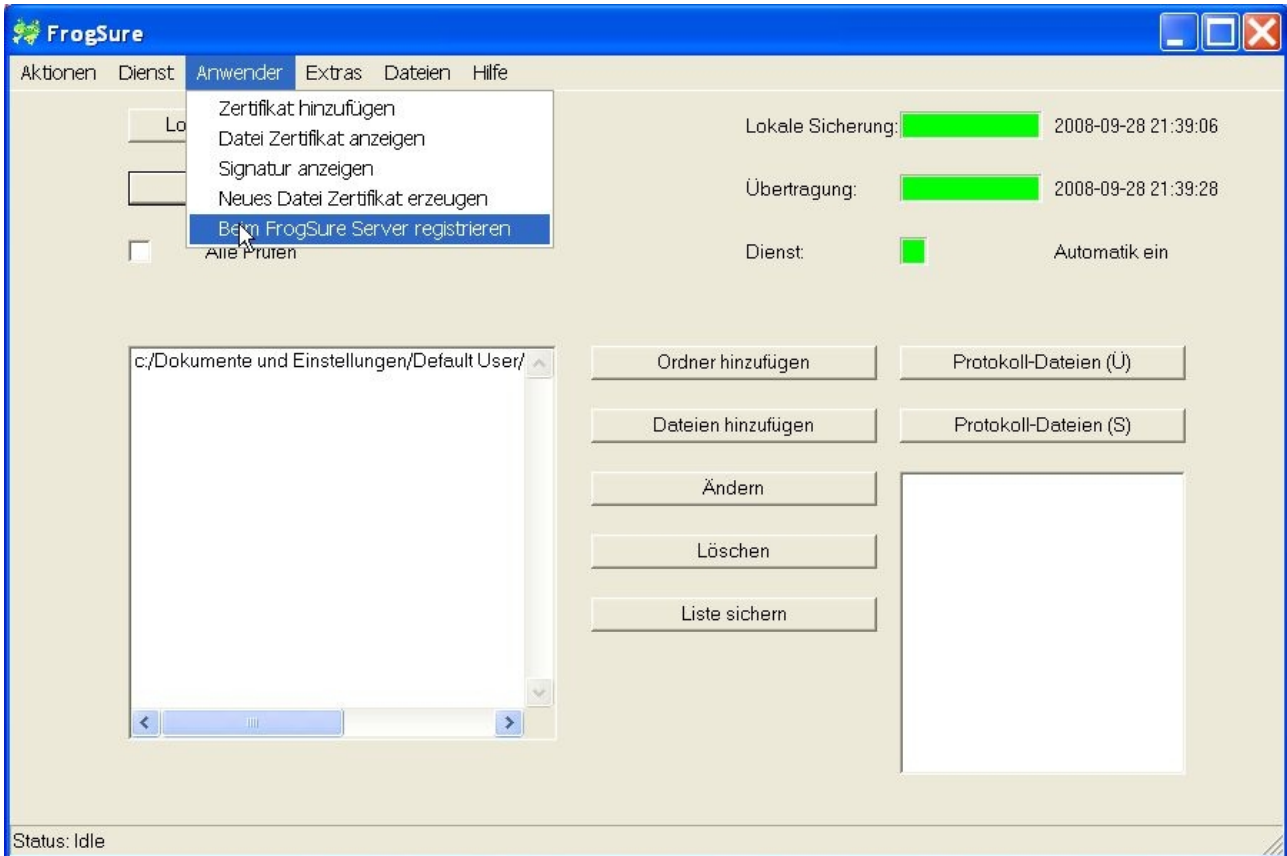 FrogSure
Aktionen Dienst Anwender Extras Dateien Hilfe
Zertifikat hinzufügen
Datei Zertifikat anzeigen
Signatur anzeigen
Neues Datei Zertifikat erzeugen
Beim FrogSure Server registrieren
Lo
Alle Prüfen
Lokale Sicherung: 2008-09-28 21:39:06
Übertragung: 2008-09-28 21:39:28
Dienst: Automatik ein
c:/Dokumente und Einstellungen/Default User/
Ordner hinzufügen
Dateien hinzufügen
Ändern
Löschen
Liste sichern
Protokoll-Dateien (Ü)
Protokoll-Dateien (S)
Status: Idle